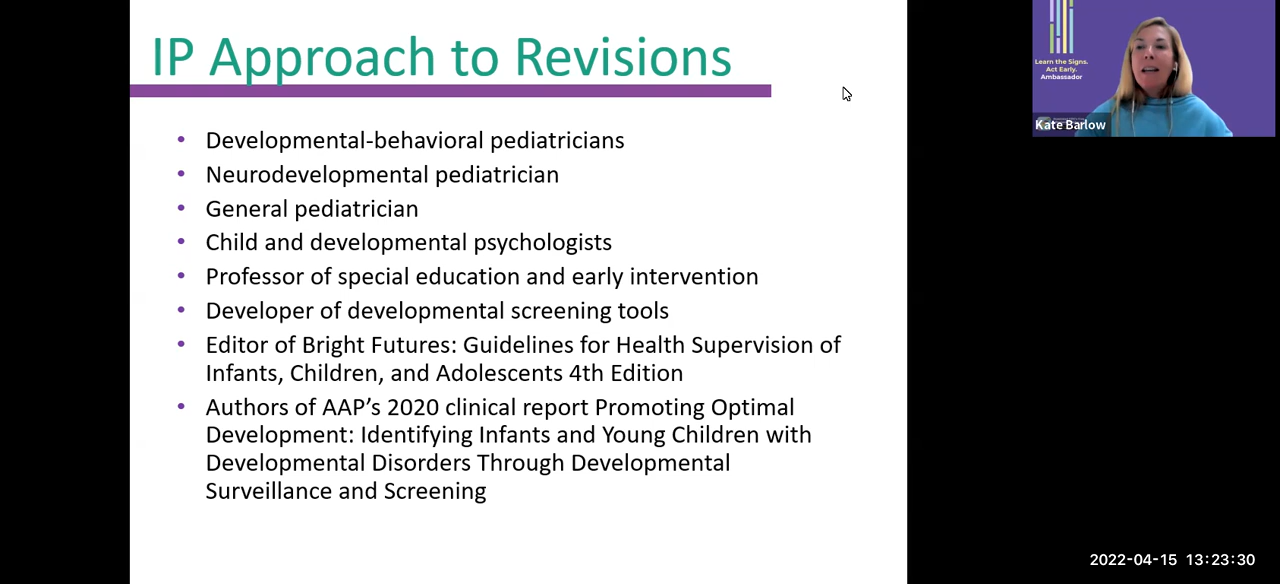 IP Approach to Revisions
• Developmental-behavioral pediatricians
• Neurodevelopmental pediatrician
• General pediatrician
• Child and developmental psychologists
• Professor of special education and early intervention
• Developer of developmental screening tools
• Editor of Bright Futures: Guidelines for Health Supervision of
Infants, Children, and Adolescents 4th Edition
• Authors of AAP’s 2020 clinical report Promoting Optimal
Development: Identifying Infants and Young Children with
Developmental Disorders Through Developmental
Surveillance and Screening
Learn the Signs.
Act Early.
Ambassador
Kate Barlow
2022-04-15 13:23:30